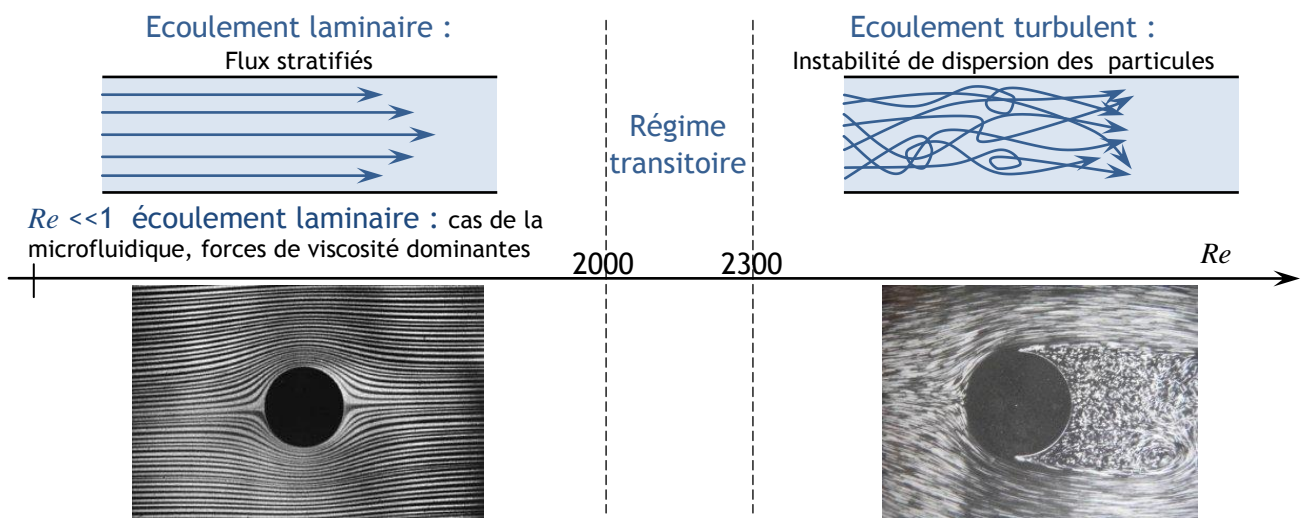 Ecoulement laminaire :
Flux stratifiés
Ecoulement turbulent :
Instabilité de dispersion des particules
Régime
transitoire
Re <<1 écoulement laminaire : cas de la
microfluidique, forces de viscosité dominantes
2000
2300
Re